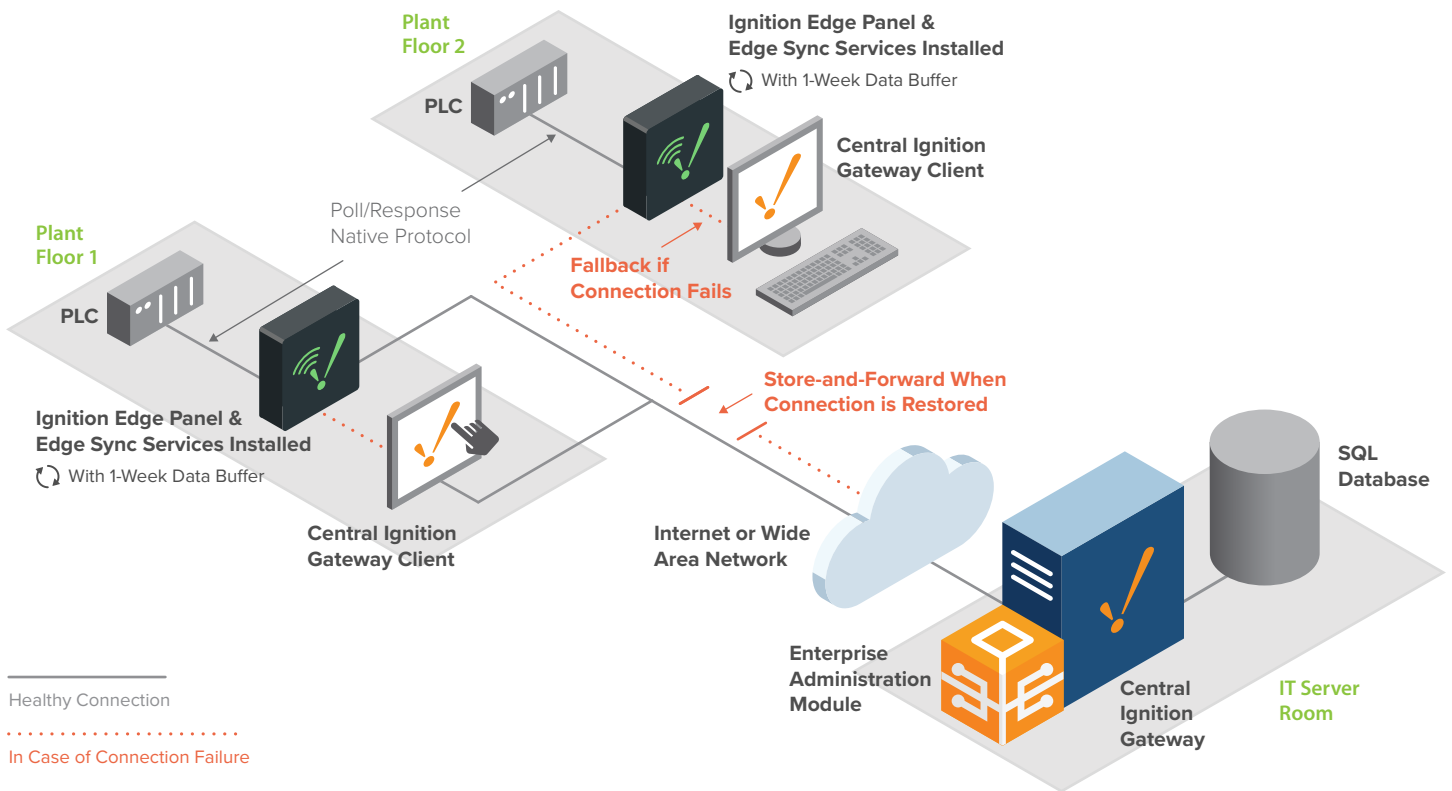 Plant
Floor 2
Ignition Edge Panel &
Edge Sync Services Installed
With 1-Week Data Buffer
PLC
Central Ignition
Gateway Client
Poll/Response
Native Protocol
Fallback if
Connection Fails
Plant
Floor 1
PLC
Ignition Edge Panel &
Edge Sync Services Installed
With 1-Week Data Buffer
Central Ignition
Gateway Client
Store-and-Forward When
Connection is Restored
Internet or Wide
Area Network
SQL
Database
Enterprise
Administration
Module
Central
Ignition
Gateway
IT Server
Room
Healthy Connection
In Case of Connection Failure